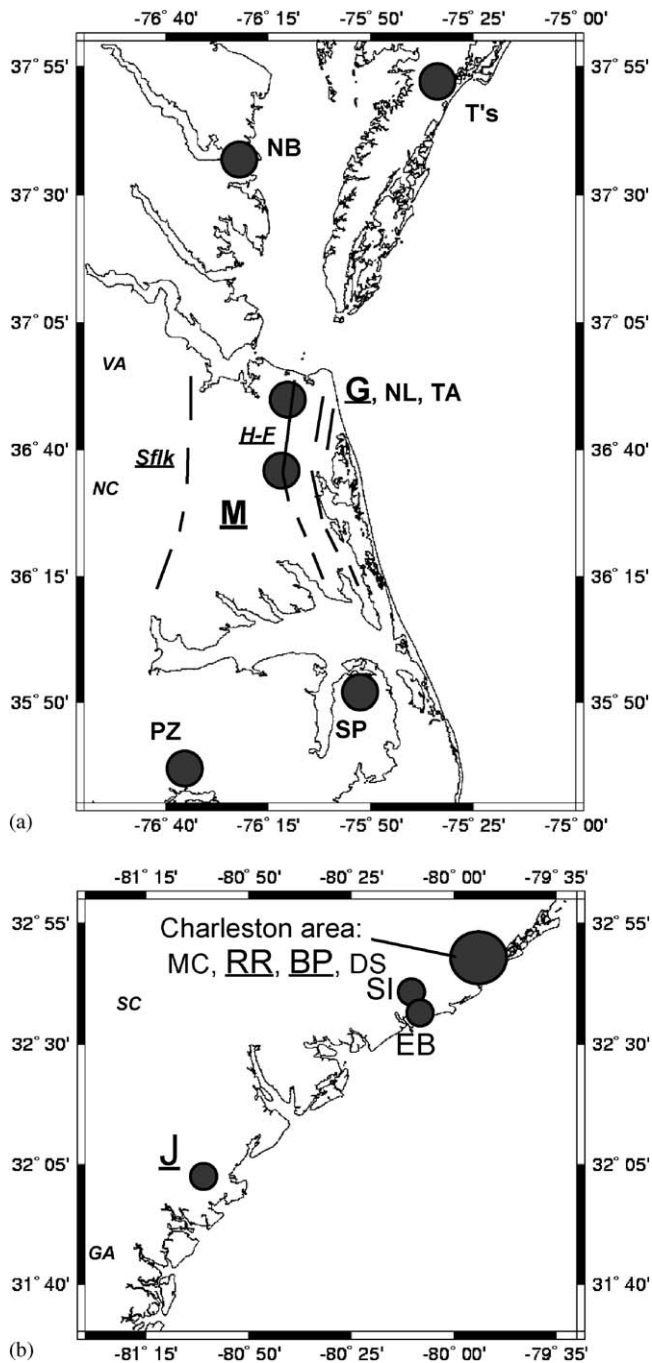 -76° 40' -76° 15' -75° 50' -75° 25' -75° 00'
37° 55' 37° 55'
T's
NB
37° 30' 37° 30'
37° 05' 37° 05'
VA
G, NL, TA
H-F
36° 40' 36° 40'
Sflk
NC
M
36° 15' 36° 15'
35° 50' 35° 50'
PZ SP
(a)
-76° 40' -76° 15' -75° 50' -75° 25' -75° 00'
-81° 15' -80° 50' -80° 25' -80° 00' -79° 35'
32° 55' 32° 55'
Charleston area:
MC, RR, BP, DS
SI
SC
32° 30' EB 32° 30'
32° 05' J 32° 05'
GA
31° 40' 31° 40'
(b)
-81° 15' -80° 50' -80° 25' -80° 00' -79° 35'